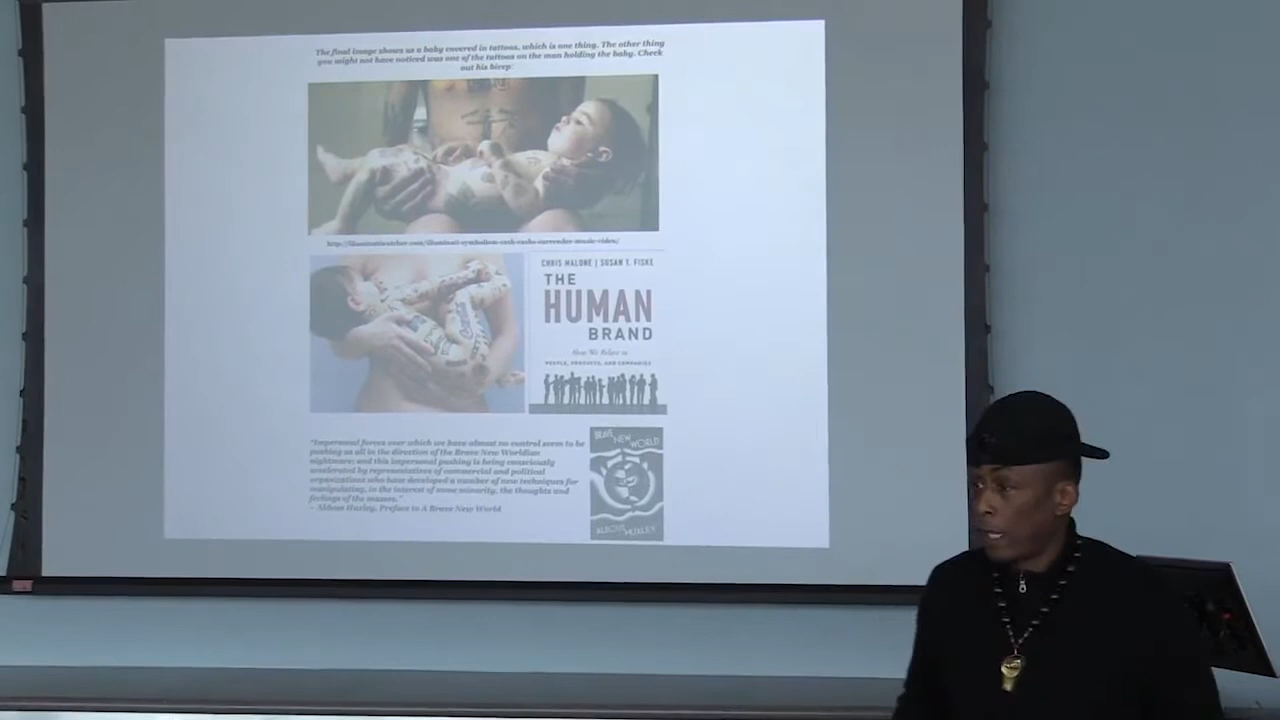 The final image shows us a baby covered in tattoos, which is one thing. The other thing
you might not have noticed was one of the tattoos on the man holding the baby. Check
out his bicep:
http://illuminatiwatcher.com/illuminati-symbolism-cash-cashs-surrender-music-video/
CHRIS MALONE | SUSAN T. FISKE
THE
HUMAN
BRAND
How We Relate to
PEOPLE, PRODUCTS, AND COMPANIES
"Impersonal forces over which we have almost no control seem to be
pushing us all in the direction of the Brave New Worldian
nightmare; and this impersonal pushing is being consciously
accelerated by representatives of commercial and political
organizations who have developed a number of new techniques for
manipulating, in the interest of some minority, the thoughts and
feelings of the masses."
– Aldous Huxley, Preface to A Brave New World
BRAVE NEW WORLD
ALDOUS HUXLEY